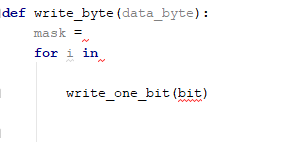 def write_byte(data_byte):
    mask =
    for i in

        write_one_bit(bit)